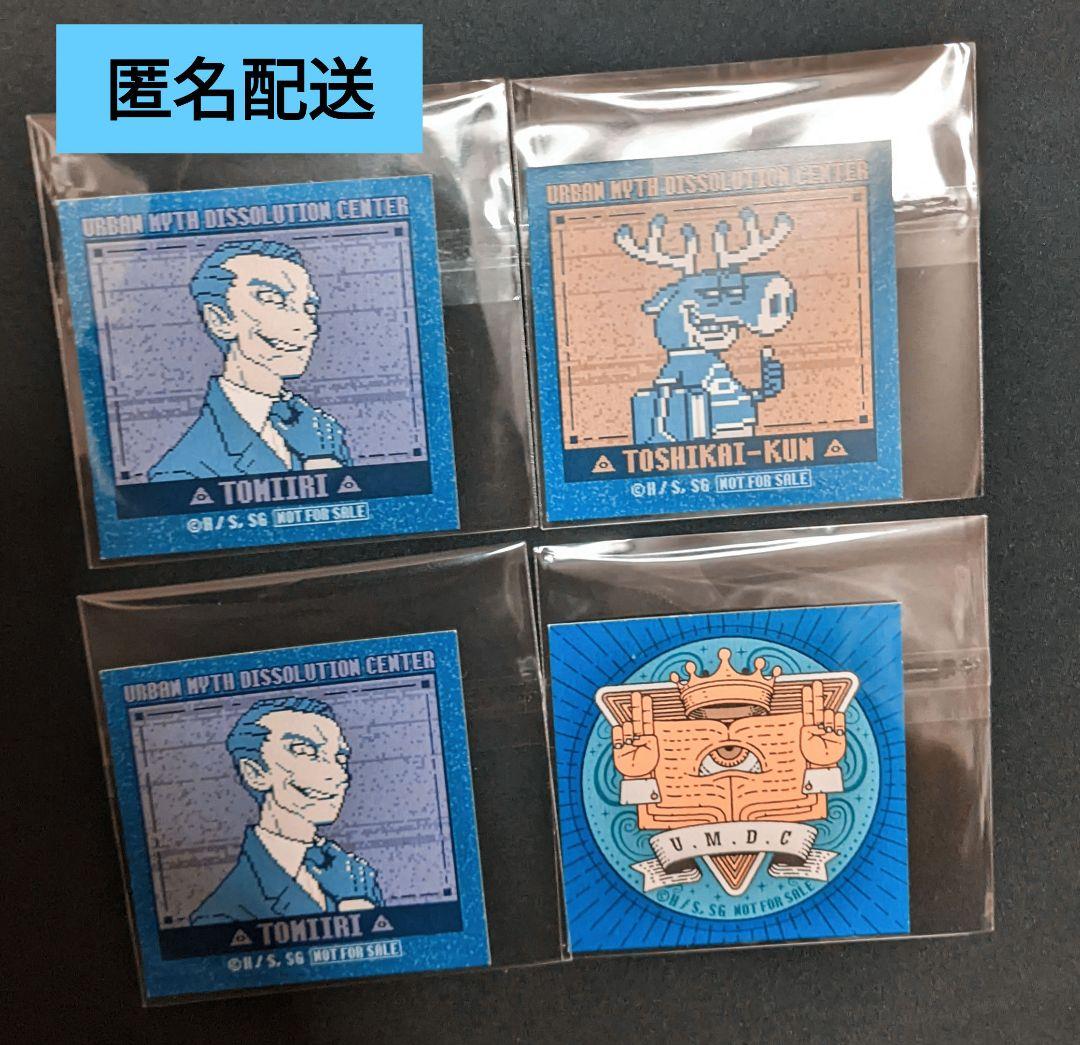 匿名配送
URBAN MYTH DISSOLUTION CENTER
TOMIIRI
©H / S, SG NOT FOR SALE
URBAN MYTH DISSOLUTION CENTER
TOSHIKAI-KUN
©H / S, SG NOT FOR SALE
URBAN MYTH DISSOLUTION CENTER
TOMIIRI
©H / S, SG NOT FOR SALE
U.M.D.C
©H / S, SG NOT FOR SALE